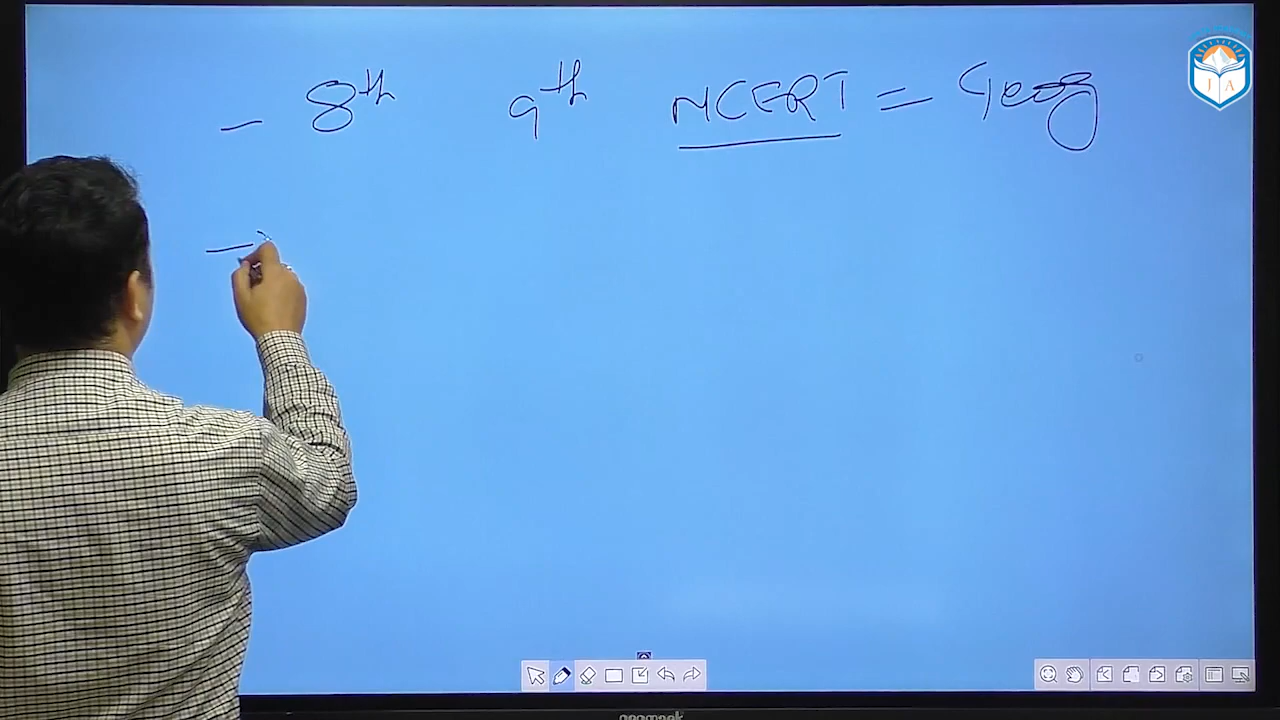 – 8th 9th NCERT = Geog
–
J A